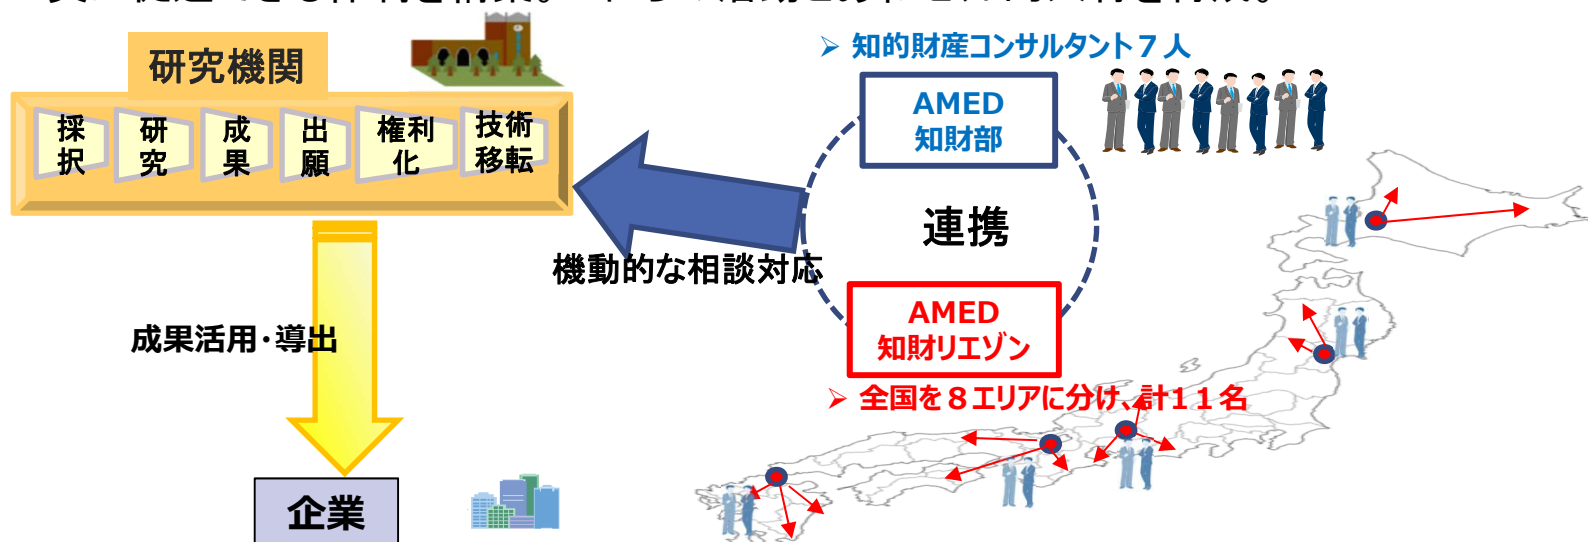 研究機関
採択
研究
成果
出願
権利化
技術移転
➢ 知的財産コンサルタント７人
AMED
知財部
連携
機動的な相談対応
AMED
知財リエゾン
➢ 全国を８エリアに分け、計１１名
成果活用・導出
企業